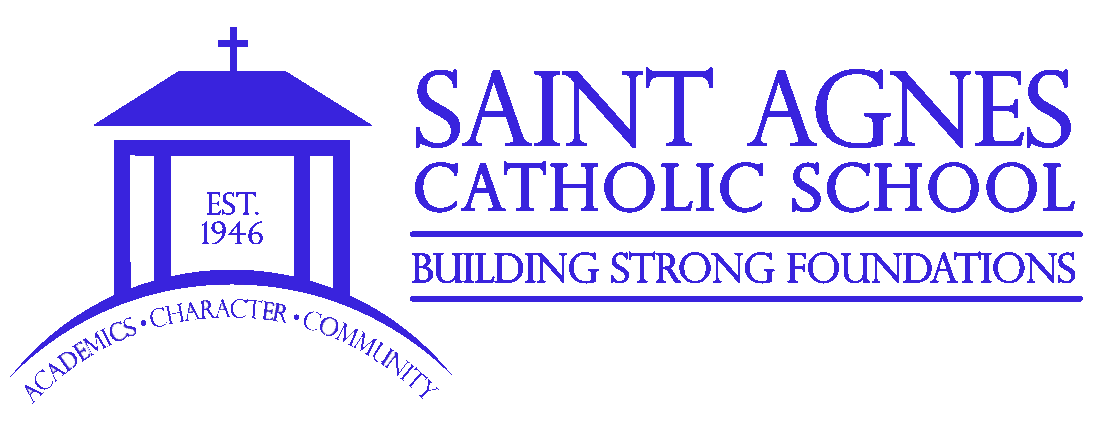 EST.
1946
ACADEMICS • CHARACTER • COMMUNITY
SAINT AGNES
CATHOLIC SCHOOL
BUILDING STRONG FOUNDATIONS